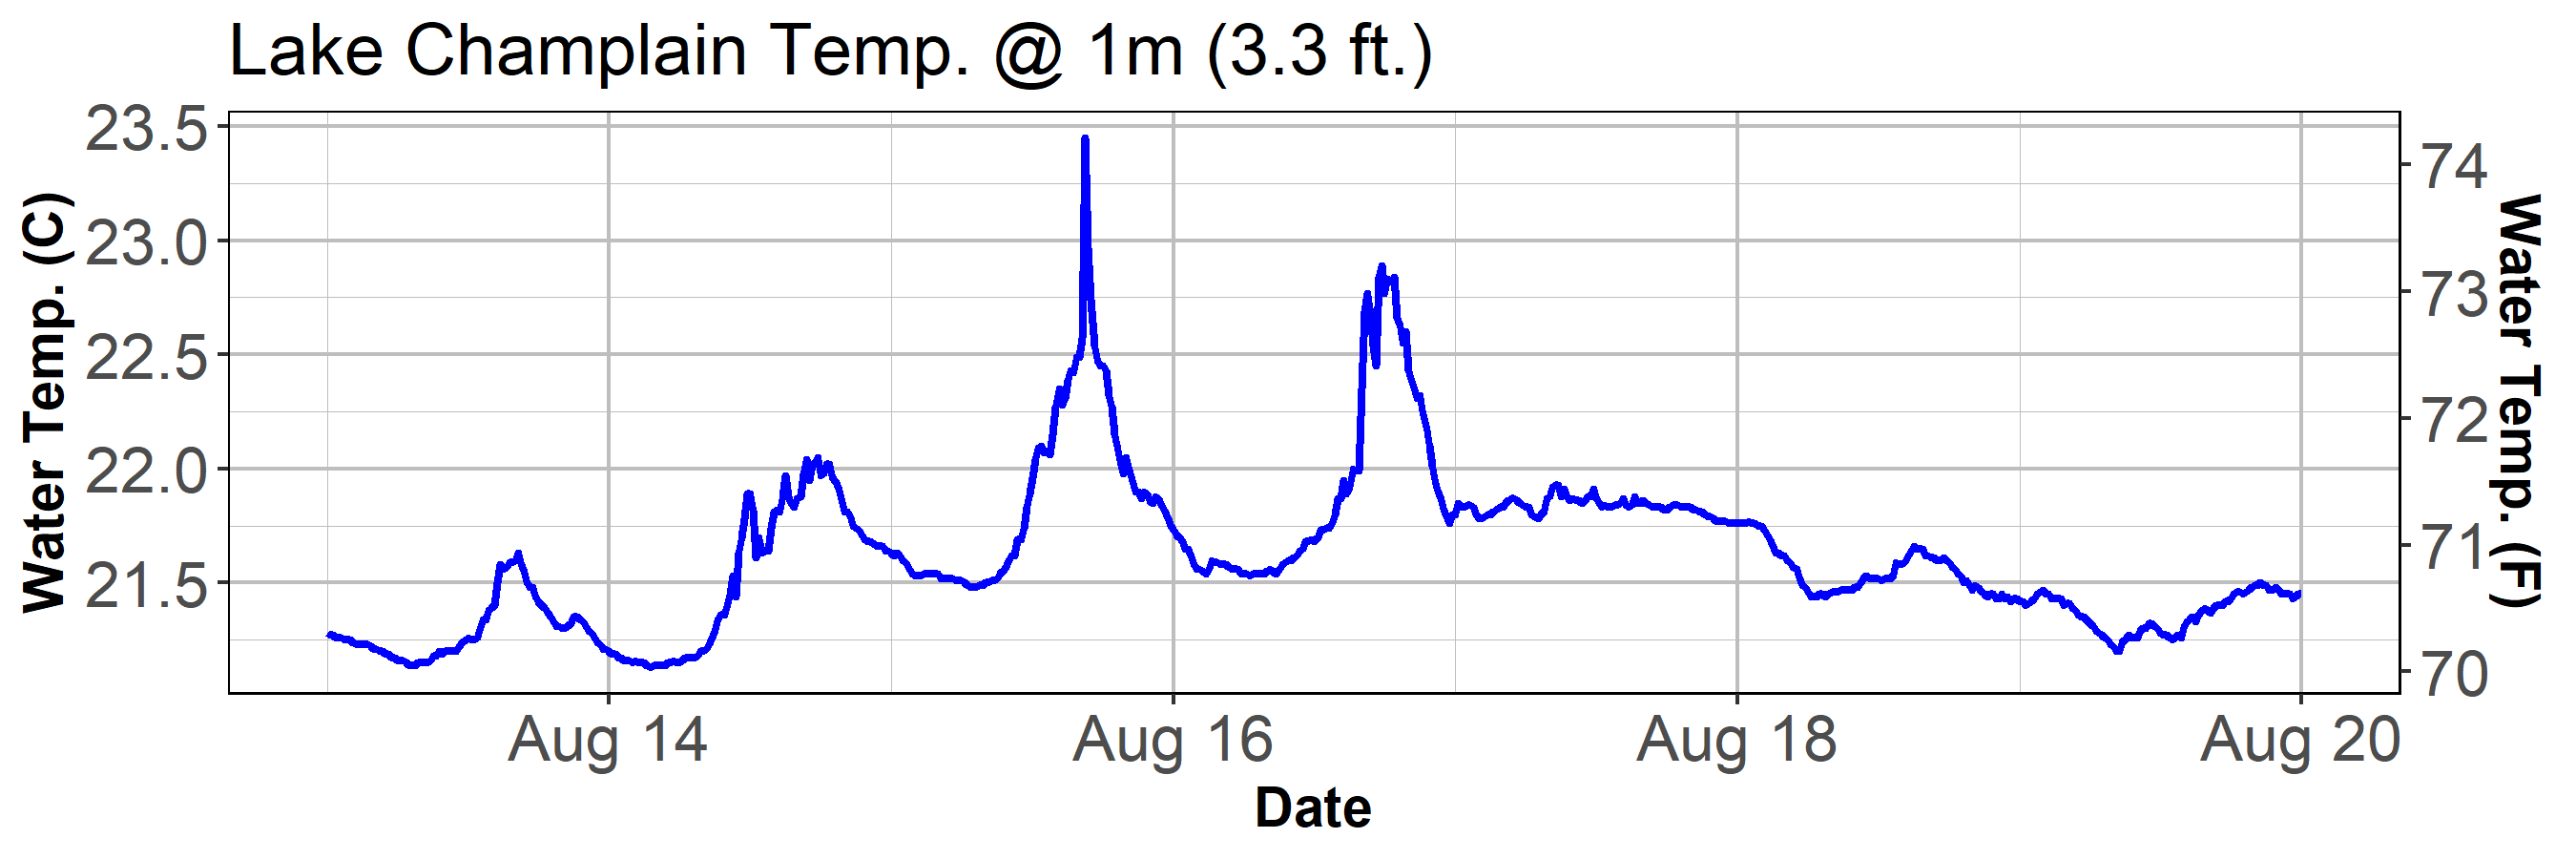 Lake Champlain Temp. @ 1m (3.3 ft.)
Water Temp. (C)
23.5
23.0
22.5
22.0
21.5
74
73
72
71
70
Water Temp. (F)
Aug 14
Aug 16
Aug 18
Aug 20
Date